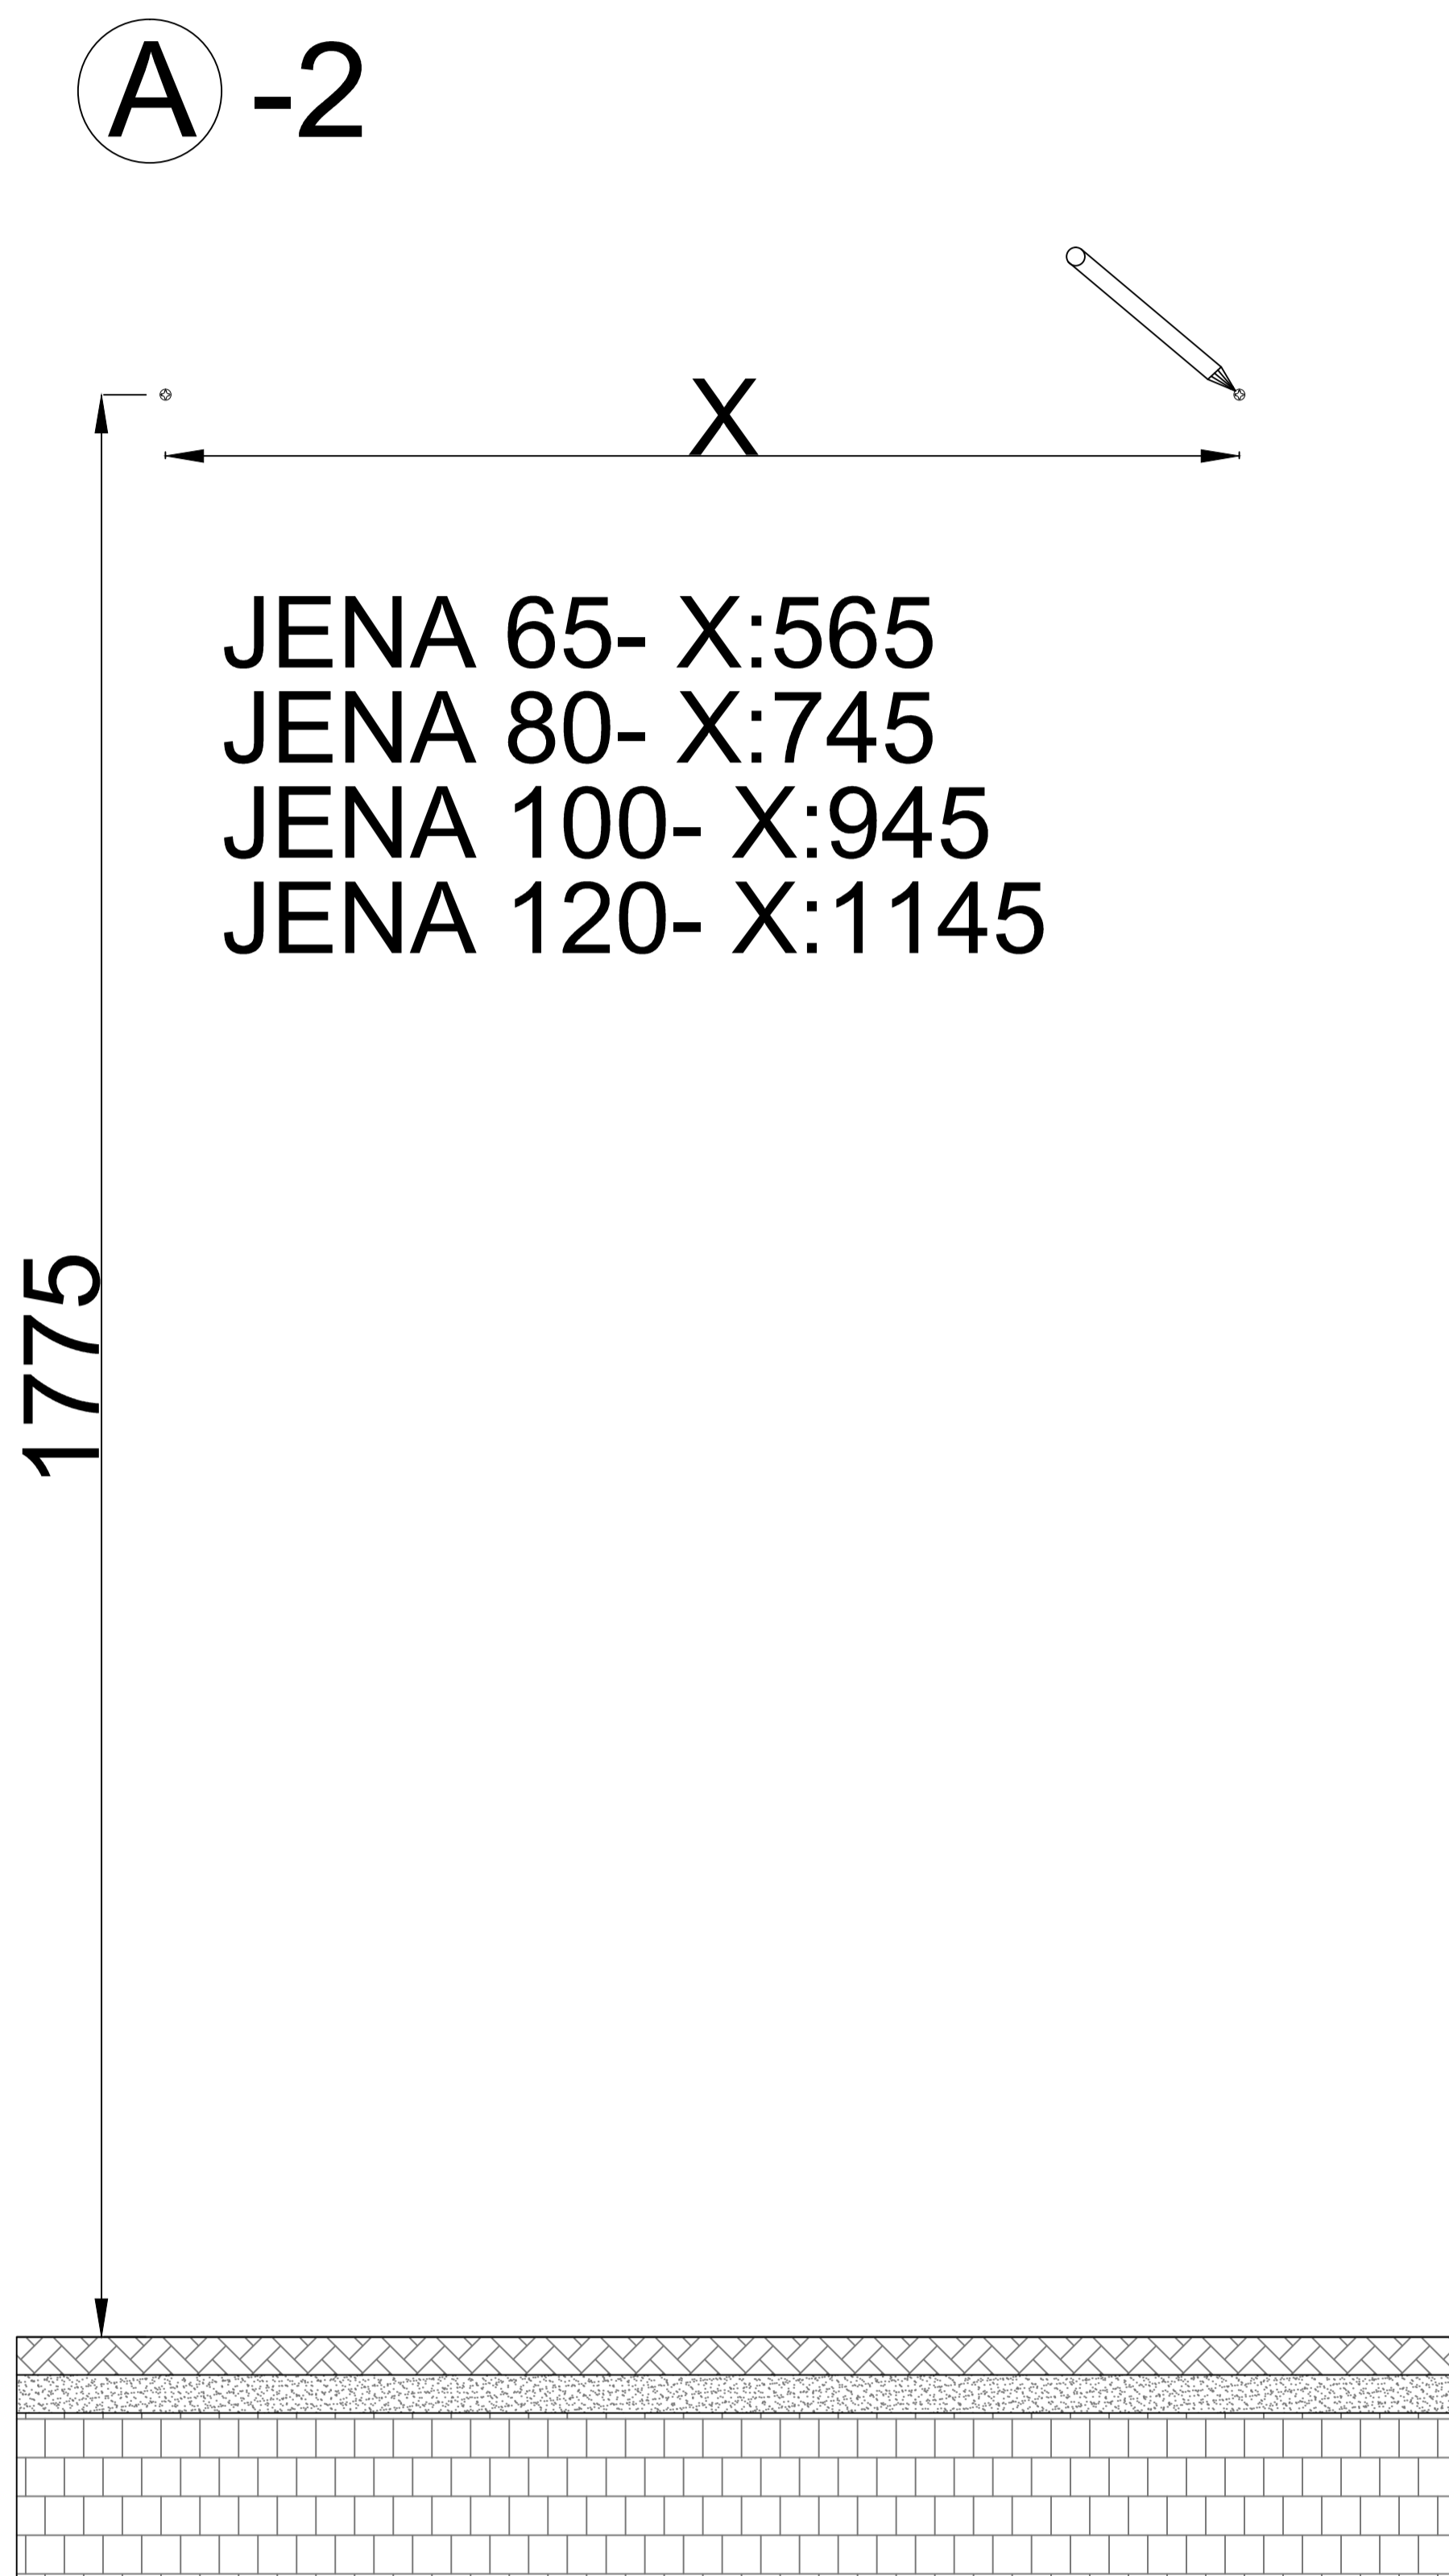 A -2
X
JENA 65- X:565
JENA 80- X:745
JENA 100- X:945
JENA 120- X:1145
1775